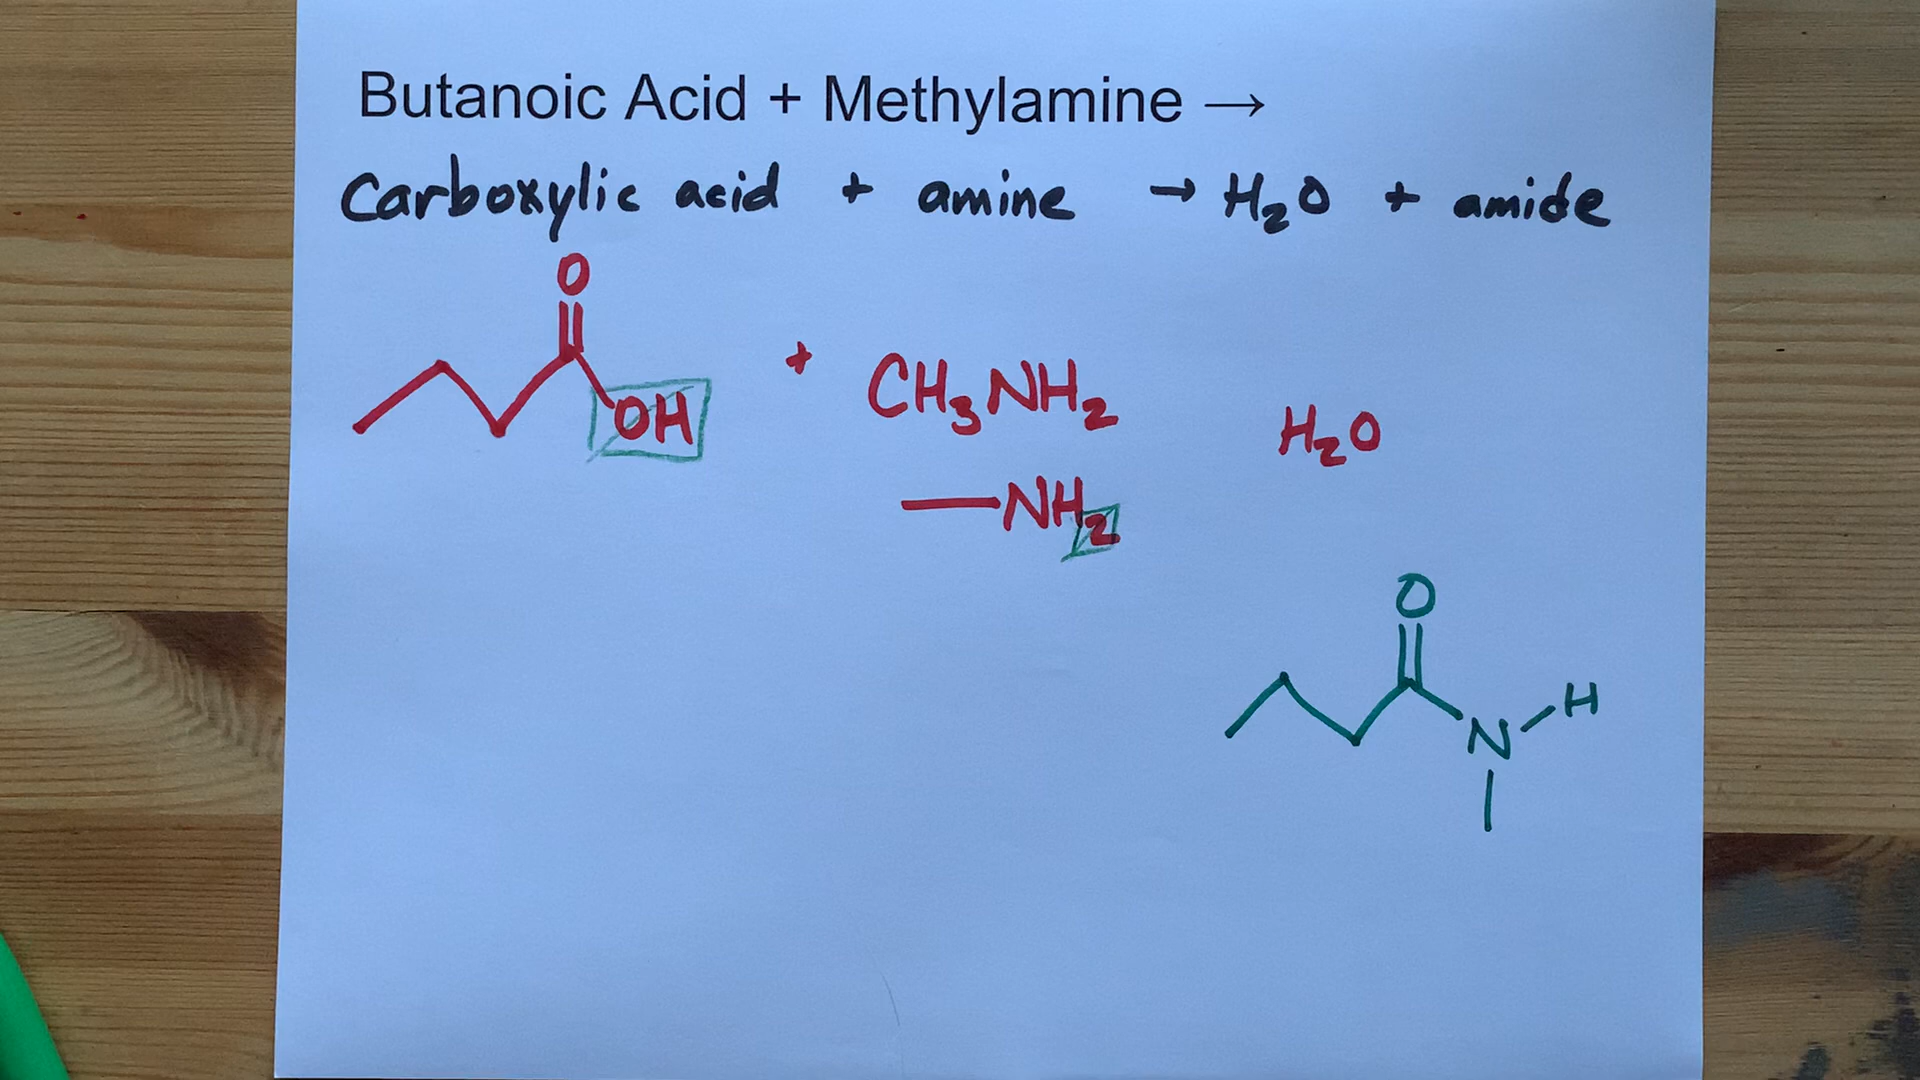 Butanoic Acid + Methylamine →
Carboxylic acid + amine → H₂O + amide
O
OH
+ CH₃NH₂
H₂O
NH₂
O
N H